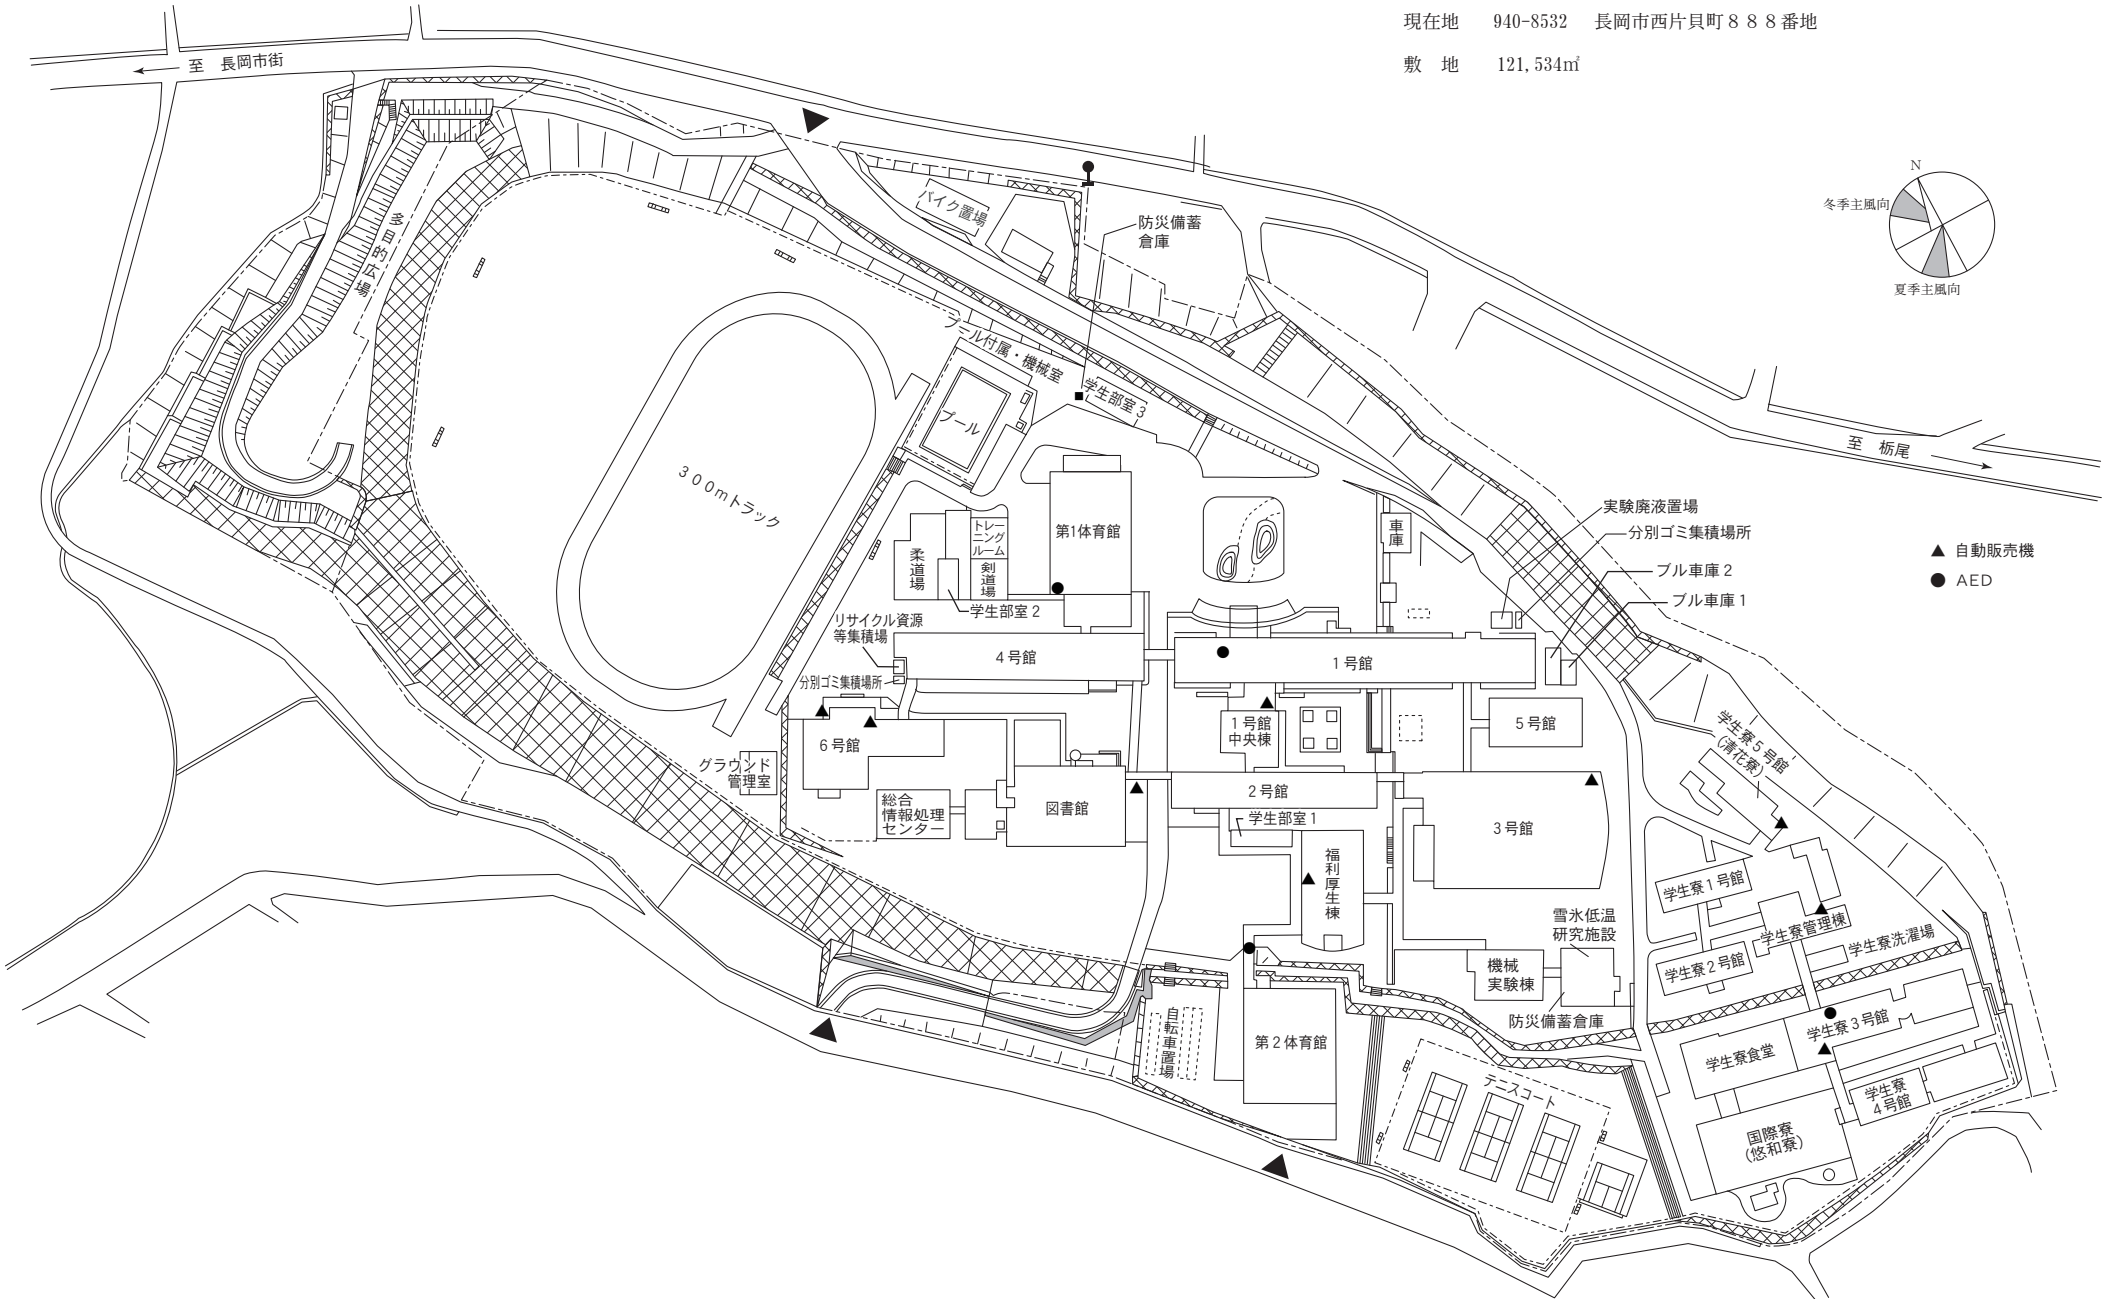 現在地　940-8532　長岡市西片貝町８８８番地
敷　地　121,534㎡
至　長岡市街
N
冬季主風向
夏季主風向
多目的広場
バイク置場
防災備蓄
倉庫
プール付属・機械室
学生部室３
プール
３００ｍトラック
至　栃尾
実験廃液置場
分別ゴミ集積場所
ブル車庫２
ブル車庫１
▲ 自動販売機
● AED
車庫
第1体育館
トレー
ニング
ルーム
柔道場
剣道場
学生部室２
リサイクル資源
等集積場
分別ゴミ集積場所
４号館
１号館
１号館
中央棟
５号館
６号館
グラウンド
管理室
総合
情報処理
センター
図書館
２号館
学生部室１
３号館
福利厚生棟
学生寮５号館
（清花寮）
学生寮１号館
学生寮管理棟
学生寮２号館
学生寮洗濯場
雪氷低温
研究施設
機械
実験棟
防災備蓄倉庫
自転車置場
第２体育館
テニスコート
学生寮３号館
学生寮食堂
学生寮
４号館
国際寮
（悠和寮）